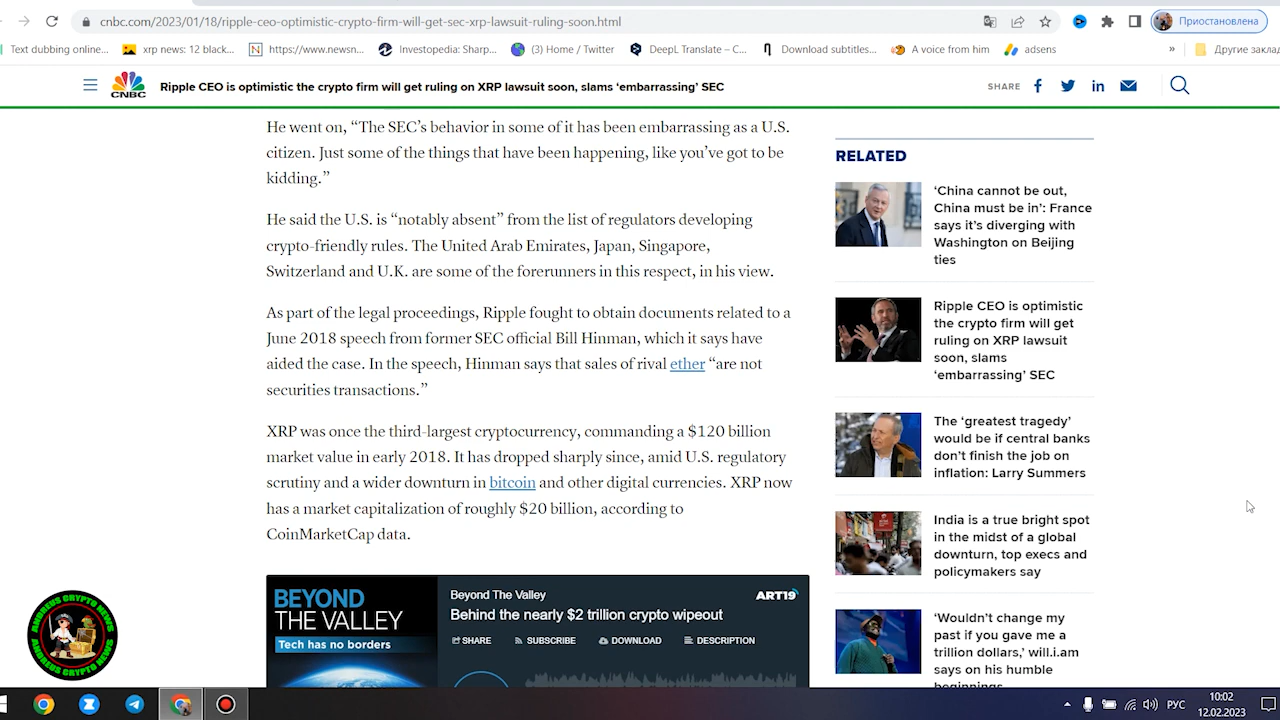 cnbc.com/2023/01/18/ripple-ceo-optimistic-crypto-firm-will-get-sec-xrp-lawsuit-ruling-soon.html
Приостановлена
Text dubbing online...
xrp news: 12 black...
https://www.newsn...
Investopedia: Sharp...
(3) Home / Twitter
DeepL Translate – C...
Download subtitles...
A voice from him
adsens
»
Другие закла
CNBC
Ripple CEO is optimistic the crypto firm will get ruling on XRP lawsuit soon, slams ‘embarrassing’ SEC
SHARE
He went on, “The SEC’s behavior in some of it has been embarrassing as a U.S.
citizen. Just some of the things that have been happening, like you’ve got to be
kidding.”
He said the U.S. is “notably absent” from the list of regulators developing
crypto-friendly rules. The United Arab Emirates, Japan, Singapore,
Switzerland and U.K. are some of the forerunners in this respect, in his view.
As part of the legal proceedings, Ripple fought to obtain documents related to a
June 2018 speech from former SEC official Bill Hinman, which it says have
aided the case. In the speech, Hinman says that sales of rival ether “are not
securities transactions.”
XRP was once the third-largest cryptocurrency, commanding a $120 billion
market value in early 2018. It has dropped sharply since, amid U.S. regulatory
scrutiny and a wider downturn in bitcoin and other digital currencies. XRP now
has a market capitalization of roughly $20 billion, according to
CoinMarketCap data.
BEYOND
THE VALLEY
Tech has no borders
Beyond The Valley
ART19
Behind the nearly $2 trillion crypto wipeout
SHARE
SUBSCRIBE
DOWNLOAD
DESCRIPTION
RELATED
‘China cannot be out,
China must be in’: France
says it’s diverging with
Washington on Beijing
ties
Ripple CEO is optimistic
the crypto firm will get
ruling on XRP lawsuit
soon, slams
‘embarrassing’ SEC
The ‘greatest tragedy’
would be if central banks
don’t finish the job on
inflation: Larry Summers
India is a true bright spot
in the midst of a global
downturn, top execs and
policymakers say
‘Wouldn’t change my
past if you gave me a
trillion dollars,’ will.i.am
says on his humble
beginnings
ANDREUS CRYPTO NEWS
ANDREUS CRYPTO NEWS
РУС
10:02
12.02.2023